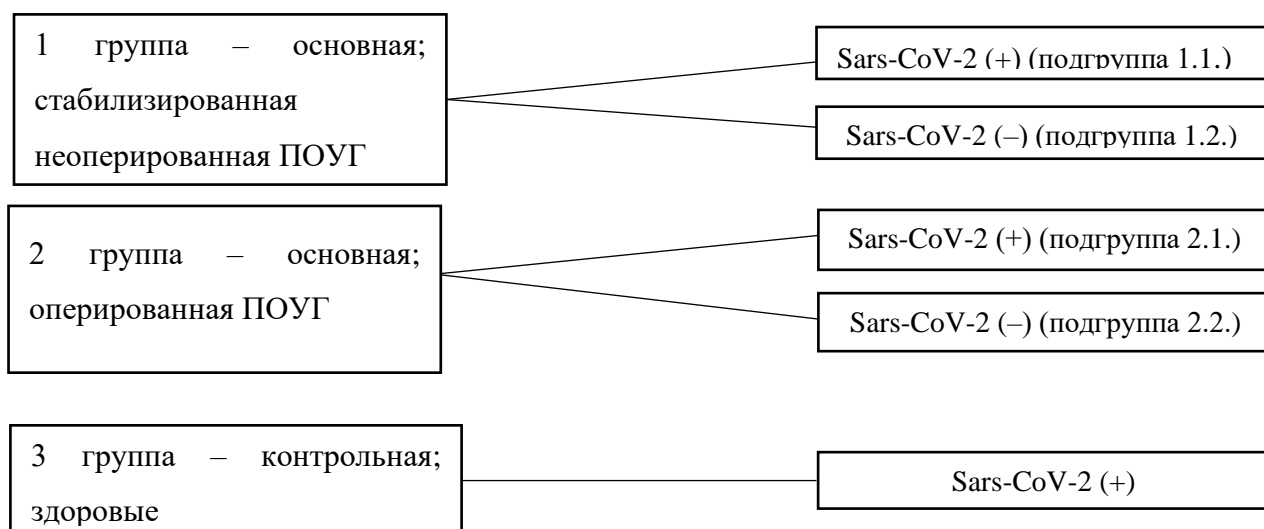 1 группа – основная;
стабилизированная
неоперированная ПОУГ
Sars-CoV-2 (+) (подгруппа 1.1.)
Sars-CoV-2 (–) (подгруппа 1.2.)
2 группа – основная;
оперированная ПОУГ
Sars-CoV-2 (+) (подгруппа 2.1.)
Sars-CoV-2 (–) (подгруппа 2.2.)
3 группа – контрольная;
здоровые
Sars-CoV-2 (+)